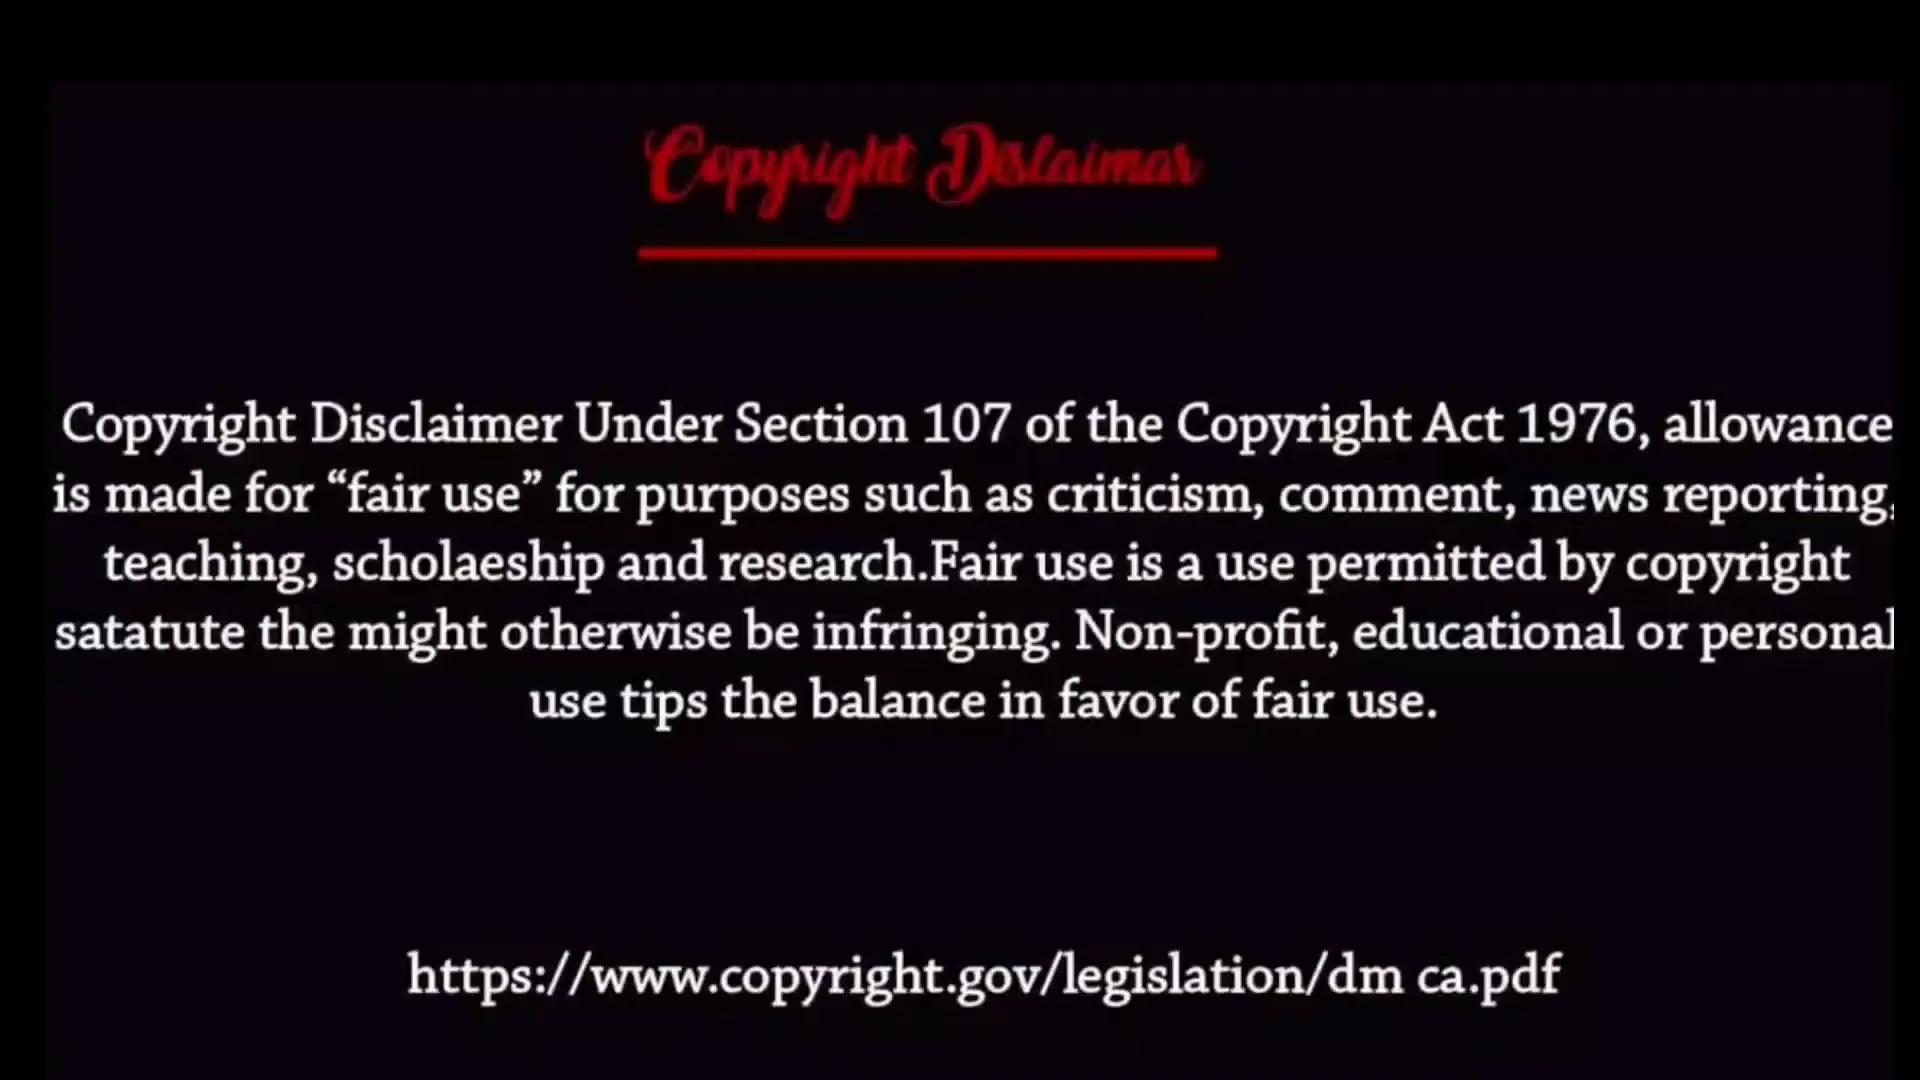 Copyright Dislaimar
Copyright Disclaimer Under Section 107 of the Copyright Act 1976, allowance
is made for “fair use” for purposes such as criticism, comment, news reporting,
teaching, scholaeship and research.Fair use is a use permitted by copyright
satatute the might otherwise be infringing. Non-profit, educational or personal
use tips the balance in favor of fair use.
https://www.copyright.gov/legislation/dm ca.pdf